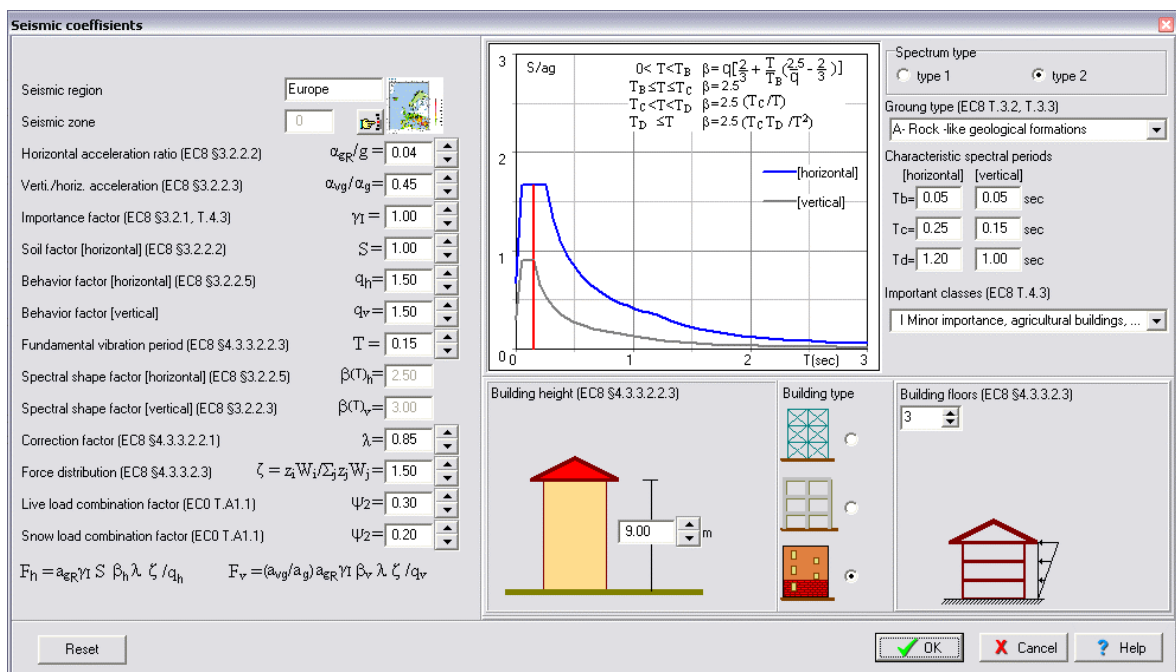 Seismic coeffisients
Seismic region Europe
Seismic zone 0
Horizontal acceleration ratio (EC8 §3.2.2.2) αgR/g= 0.04
Verti./horiz. acceleration (EC8 §3.2.2.3) αvg/αg= 0.45
Importance factor (EC8 §3.2.1, T.4.3) γI= 1.00
Soil factor [horizontal] (EC8 §3.2.2.2) S= 1.00
Behavior factor [horizontal] (EC8 §3.2.2.5) qh= 1.50
Behavior factor [vertical] qv= 1.50
Fundamental vibration period (EC8 §4.3.3.2.2.3) T= 0.15
Spectral shape factor [horizontal] (EC8 §3.2.2.5) β(T)h= 2.50
Spectral shape factor [vertical] (EC8 §3.2.2.3) β(T)v= 3.00
Correction factor (EC8 §4.3.3.2.2.1) λ= 0.85
Force distribution (EC8 §4.3.3.2.3) ζ = ziWi/Σj zjWj= 1.50
Live load combination factor (EC0 T.A1.1) Ψ2= 0.30
Snow load combination factor (EC0 T.A1.1) Ψ2= 0.20
Fh = agRγI S βh λ ζ /qh Fv = (avg/ag) agRγI βv λ ζ /qv
3
S/ag
0< T<TB β= q[2/3 + T/TB(2.5/q - 2/3)]
TB≤T≤TC β=2.5
TC<T<TD β=2.5 (TC/T)
TD ≤T β=2.5 (TC TD /T²)
2
[horizontal]
[vertical]
1
0
0 1 2 T(sec) 3
Spectrum type
type 1 type 2
Groung type (EC8 T.3.2, T.3.3)
A- Rock -like geological formations
Characteristic spectral periods
[horizontal] [vertical]
Tb= 0.05 0.05 sec
Tc= 0.25 0.15 sec
Td= 1.20 1.00 sec
Important classes (EC8 T.4.3)
I Minor importance, agricultural buildings, ...
Building height (EC8 §4.3.3.2.2.3)
9.00 m
Building type
Building floors (EC8 §4.3.3.2.3)
3
Reset
OK
Cancel
? Help